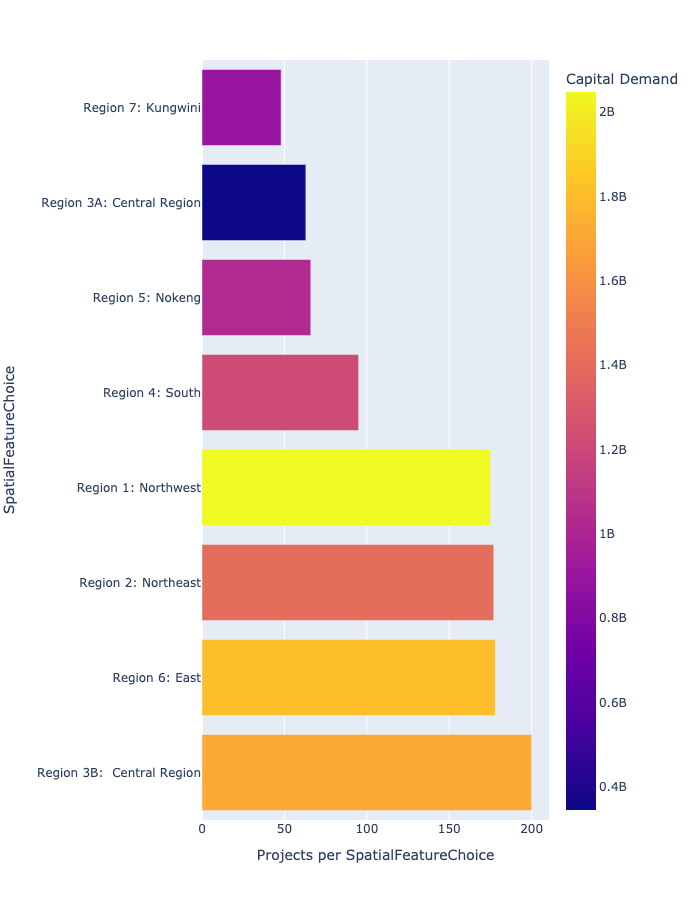 Capital Demand
2B
1.8B
1.6B
1.4B
1.2B
1B
0.8B
0.6B
0.4B
SpatialFeatureChoice
Region 7: Kungwini
Region 3A: Central Region
Region 5: Nokeng
Region 4: South
Region 1: Northwest
Region 2: Northeast
Region 6: East
Region 3B:  Central Region
0 50 100 150 200
Projects per SpatialFeatureChoice